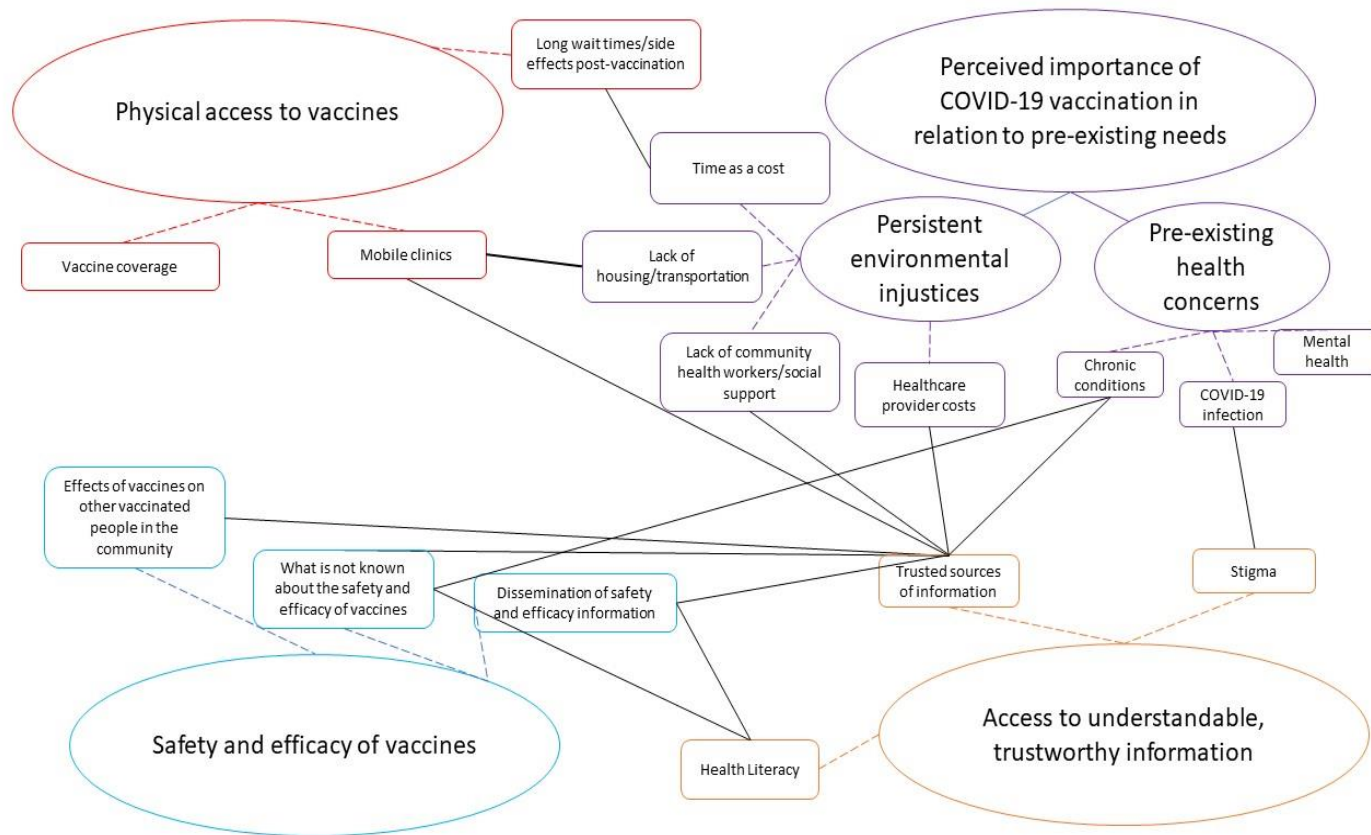 Long wait times/side
effects post-vaccination
Physical access to vaccines
Perceived importance of
COVID-19 vaccination in
relation to pre-existing needs
Time as a cost
Vaccine coverage
Mobile clinics
Lack of
housing/transportation
Persistent
environmental
injustices
Pre-existing
health
concerns
Lack of community
health workers/social
support
Healthcare
provider costs
Chronic
conditions
COVID-19
infection
Mental
health
Effects of vaccines on
other vaccinated
people in the
community
What is not known
about the safety and
efficacy of vaccines
Dissemination of safety
and efficacy information
Trusted sources
of information
Stigma
Safety and efficacy of vaccines
Health Literacy
Access to understandable,
trustworthy information